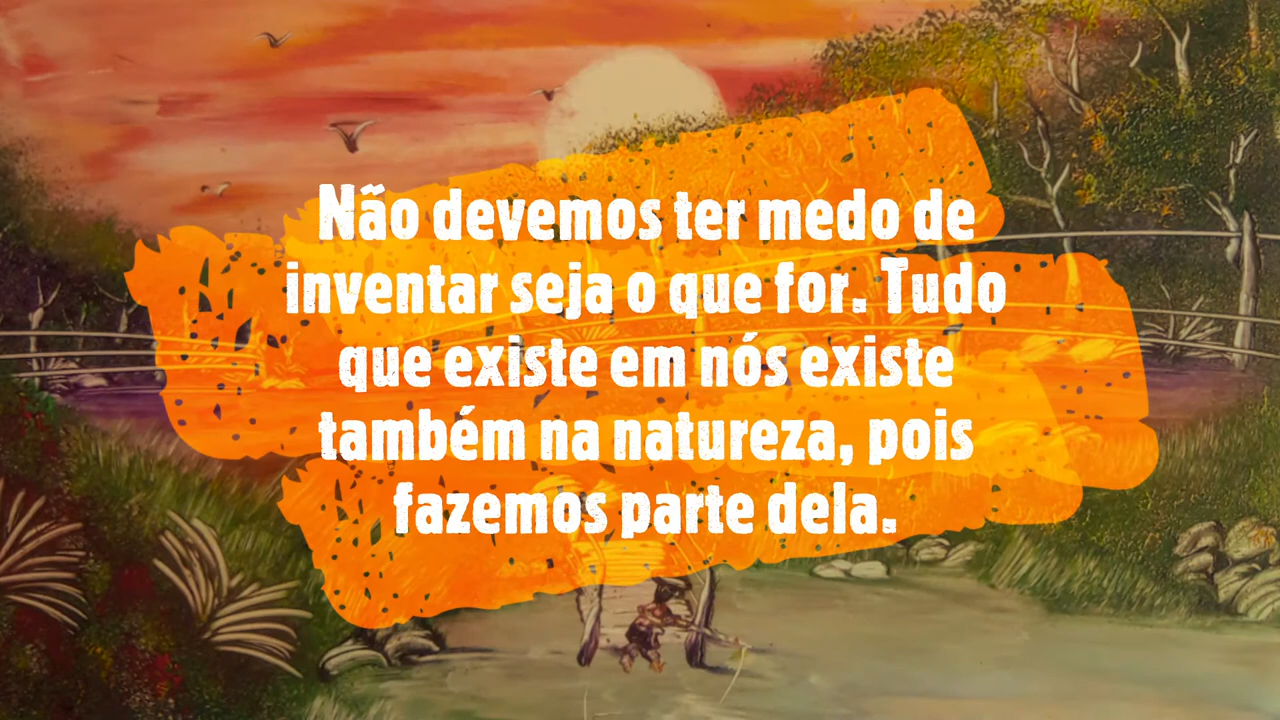 Não devemos ter medo de
inventar seja o que for. Tudo
que existe em nós existe
também na natureza, pois
fazemos parte dela.